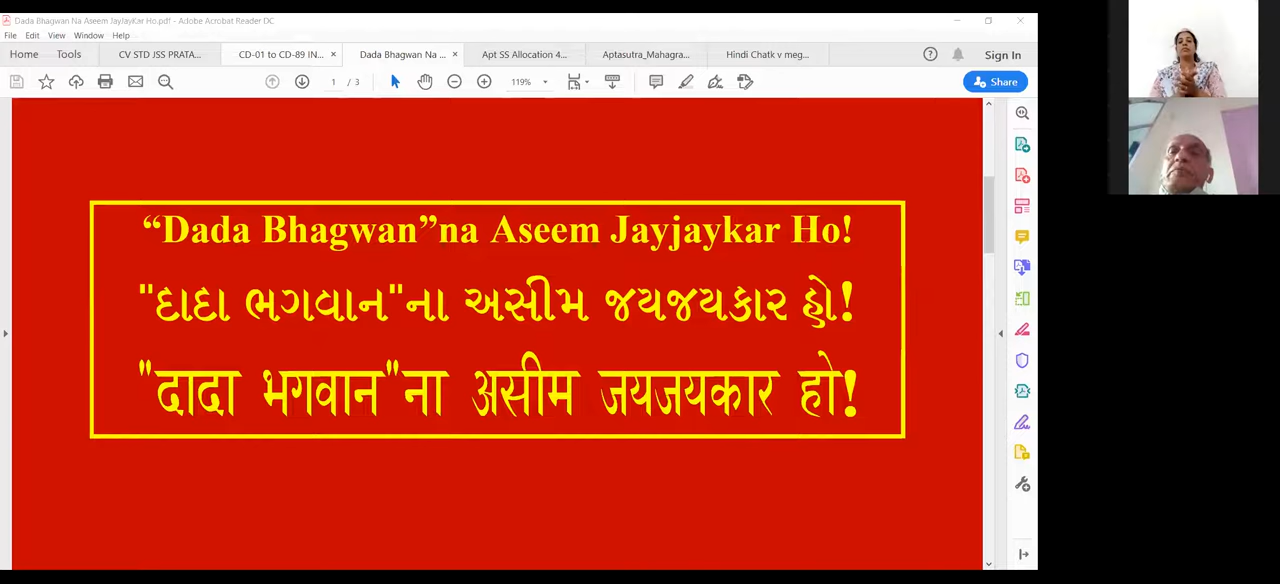 Dada Bhagwan Na Aseem JayJayKar Ho.pdf - Adobe Acrobat Reader DC
File Edit View Window Help
Home Tools CV STD JSS PRATA... CD-01 to CD-89 IN... × Dada Bhagwan Na ... × Apt SS Allocation 4... Aptasutra_Mahagra... Hindi Chatk v meg... Sign In
1 / 3 119% Share
“Dada Bhagwan”na Aseem Jayjaykar Ho!
"દાદા ભગવાન"ના અસીમ જયજયકાર હો!
"दादा भगवान"ना असीम जयजयकार हो!